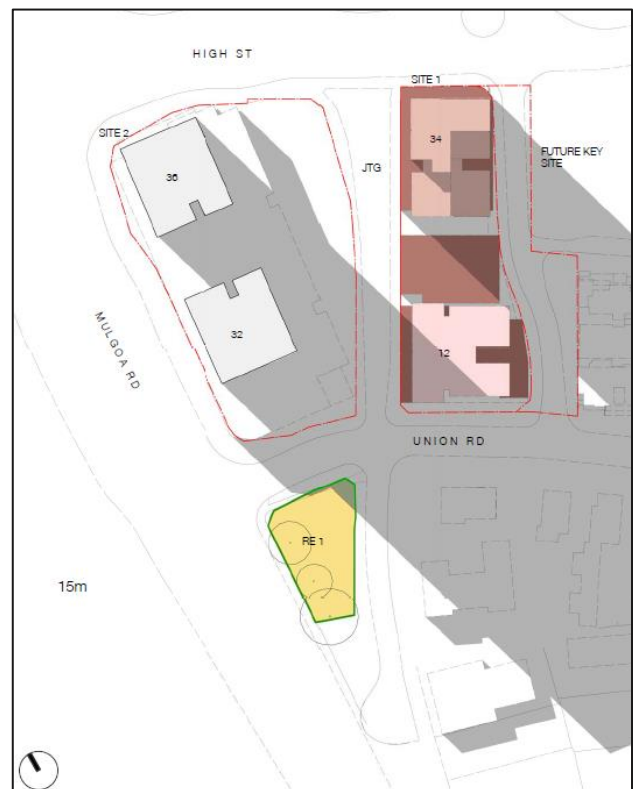 HIGH ST
SITE 1
SITE 2
34
36
JTG
FUTURE KEY
SITE
MULGOA RD
32
12
UNION RD
RE 1
15m